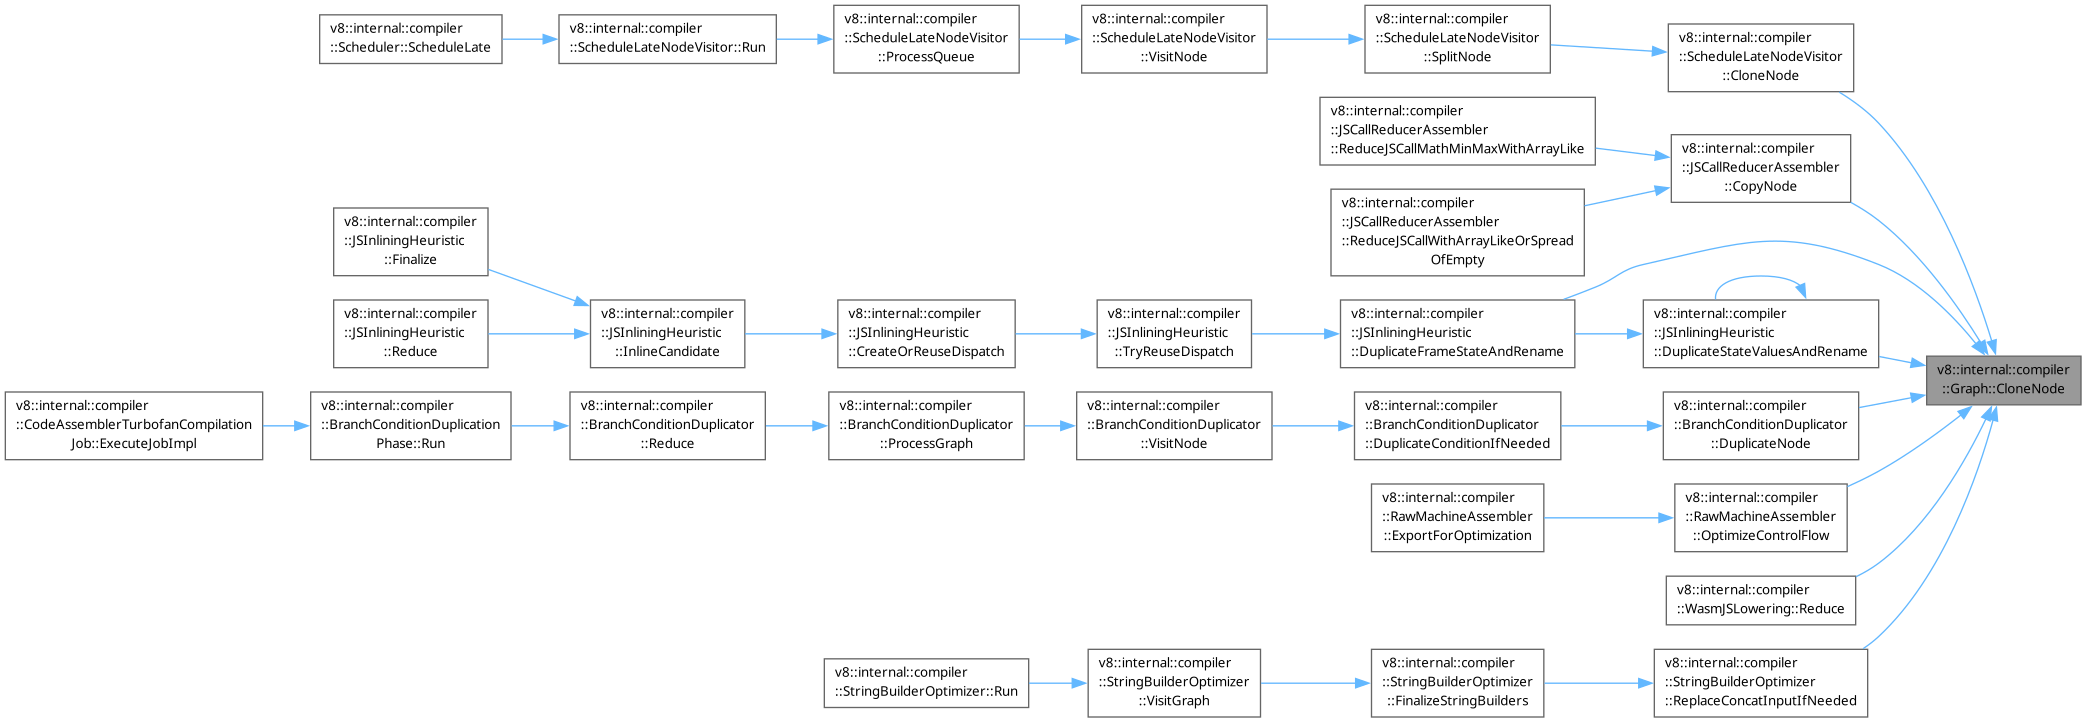 v8::internal::compiler
::Scheduler::ScheduleLate
v8::internal::compiler
::ScheduleLateNodeVisitor::Run
v8::internal::compiler
::ScheduleLateNodeVisitor
::ProcessQueue
v8::internal::compiler
::ScheduleLateNodeVisitor
::VisitNode
v8::internal::compiler
::ScheduleLateNodeVisitor
::SplitNode
v8::internal::compiler
::ScheduleLateNodeVisitor
::CloneNode
v8::internal::compiler
::JSCallReducerAssembler
::ReduceJSCallMathMinMaxWithArrayLike
v8::internal::compiler
::JSCallReducerAssembler
::CopyNode
v8::internal::compiler
::JSCallReducerAssembler
::ReduceJSCallWithArrayLikeOrSpread
OfEmpty
v8::internal::compiler
::JSInliningHeuristic
::Finalize
v8::internal::compiler
::JSInliningHeuristic
::Reduce
v8::internal::compiler
::JSInliningHeuristic
::InlineCandidate
v8::internal::compiler
::JSInliningHeuristic
::CreateOrReuseDispatch
v8::internal::compiler
::JSInliningHeuristic
::TryReuseDispatch
v8::internal::compiler
::JSInliningHeuristic
::DuplicateFrameStateAndRename
v8::internal::compiler
::JSInliningHeuristic
::DuplicateStateValuesAndRename
v8::internal::compiler
::Graph::CloneNode
v8::internal::compiler
::CodeAssemblerTurbofanCompilation
Job::ExecuteJobImpl
v8::internal::compiler
::BranchConditionDuplication
Phase::Run
v8::internal::compiler
::BranchConditionDuplicator
::Reduce
v8::internal::compiler
::BranchConditionDuplicator
::ProcessGraph
v8::internal::compiler
::BranchConditionDuplicator
::VisitNode
v8::internal::compiler
::BranchConditionDuplicator
::DuplicateConditionIfNeeded
v8::internal::compiler
::BranchConditionDuplicator
::DuplicateNode
v8::internal::compiler
::RawMachineAssembler
::ExportForOptimization
v8::internal::compiler
::RawMachineAssembler
::OptimizeControlFlow
v8::internal::compiler
::WasmJSLowering::Reduce
v8::internal::compiler
::StringBuilderOptimizer::Run
v8::internal::compiler
::StringBuilderOptimizer
::VisitGraph
v8::internal::compiler
::StringBuilderOptimizer
::FinalizeStringBuilders
v8::internal::compiler
::StringBuilderOptimizer
::ReplaceConcatInputIfNeeded